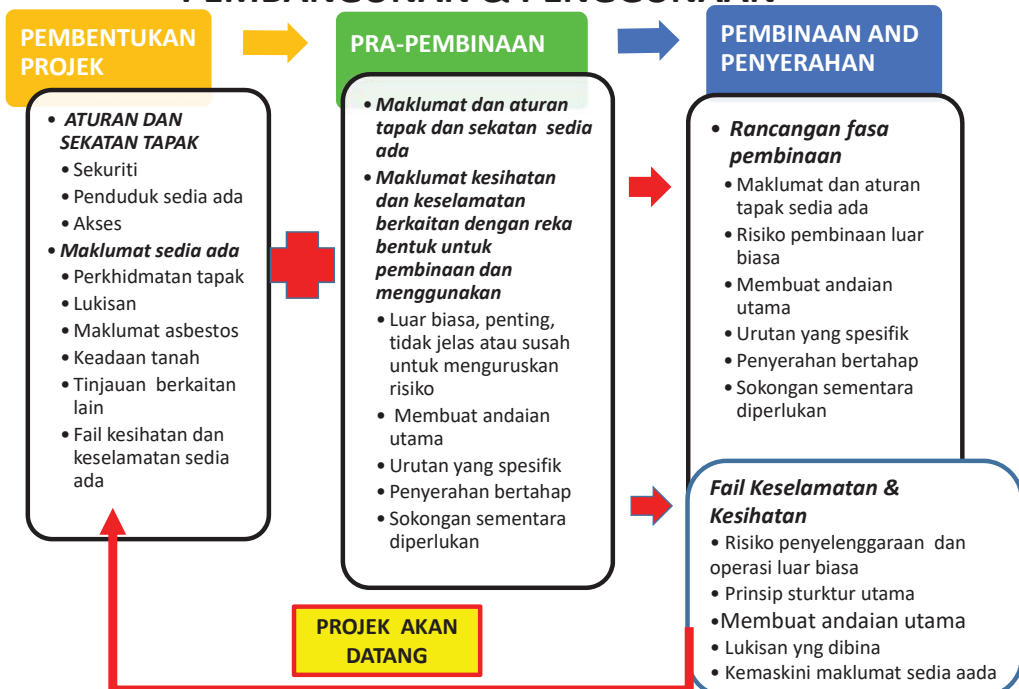 PEMBANGUNAN & PENGGUNAAN
PEMBENTUKAN
PROJEK
• ATURAN DAN
SEKATAN TAPAK
• Sekuriti
• Penduduk sedia ada
• Akses
• Maklumat sedia ada
• Perkhidmatan tapak
• Lukisan
• Maklumat asbestos
• Keadaan tanah
• Tinjauan berkaitan
lain
• Fail kesihatan dan
keselamatan sedia
ada
PRA-PEMBINAAN
• Maklumat dan aturan
tapak dan sekatan sedia
ada
• Maklumat kesihatan
dan keselamatan
berkaitan dengan reka
bentuk untuk
pembinaan dan
menggunakan
• Luar biasa, penting,
tidak jelas atau susah
untuk menguruskan
risiko
• Membuat andaian
utama
• Urutan yang spesifik
• Penyerahan bertahap
• Sokongan sementara
diperlukan
PEMBINAAN AND
PENYERAHAN
• Rancangan fasa
pembinaan
• Maklumat dan aturan
tapak sedia ada
• Risiko pembinaan luar
biasa
• Membuat andaian
utama
• Urutan yang spesifik
• Penyerahan bertahap
• Sokongan sementara
diperlukan
Fail Keselamatan &
Kesihatan
• Risiko penyelenggaraan dan
operasi luar biasa
• Prinsip sturktur utama
•Membuat andaian utama
• Lukisan yng dibina
• Kemaskini maklumat sedia aada
PROJEK AKAN
DATANG